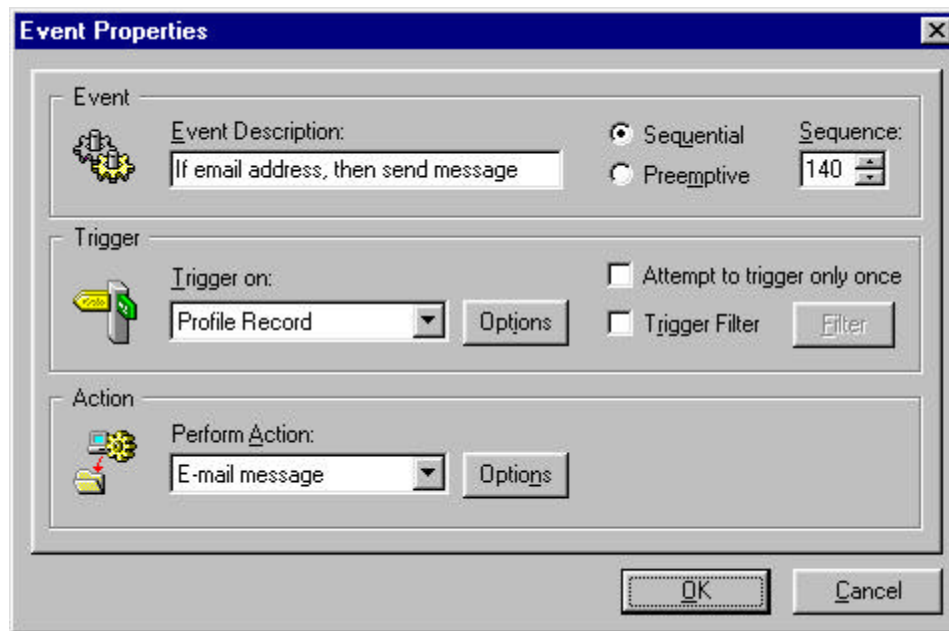 Event Properties
Event
Event Description:
If email address, then send message
Sequential
Preemptive
Sequence:
140
Trigger
Trigger on:
Profile Record
Options
Attempt to trigger only once
Trigger Filter
Filter
Action
Perform Action:
E-mail message
Options
OK
Cancel